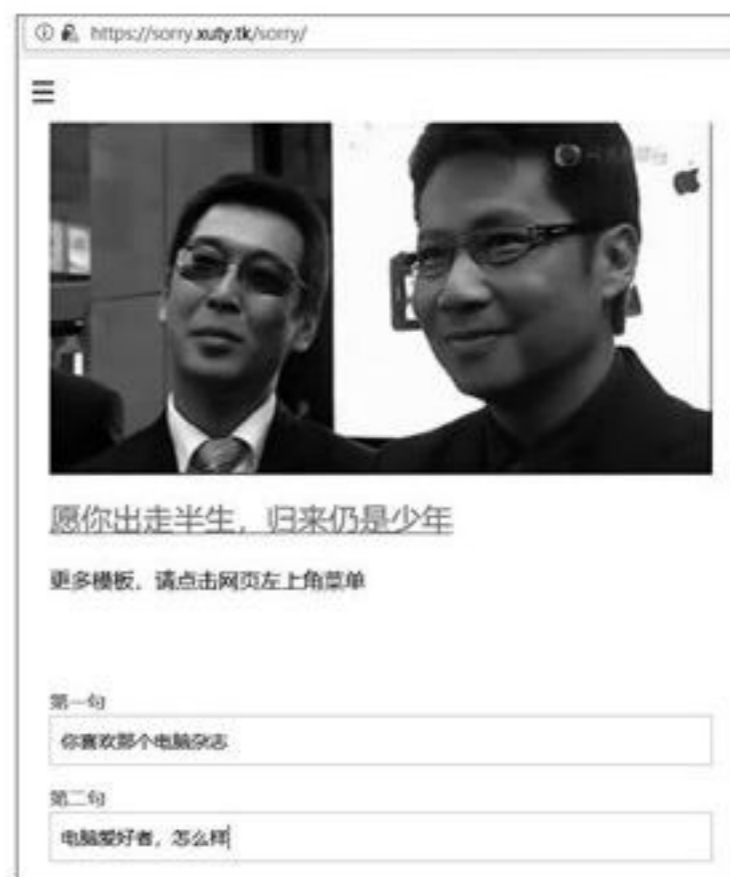 https://sorry.xuty.tk/sorry/
愿你出走半生，归来仍是少年
更多模板，请点击网页左上角菜单
第一句
你喜欢那个电脑杂志
第二句
电脑爱好者，怎么样